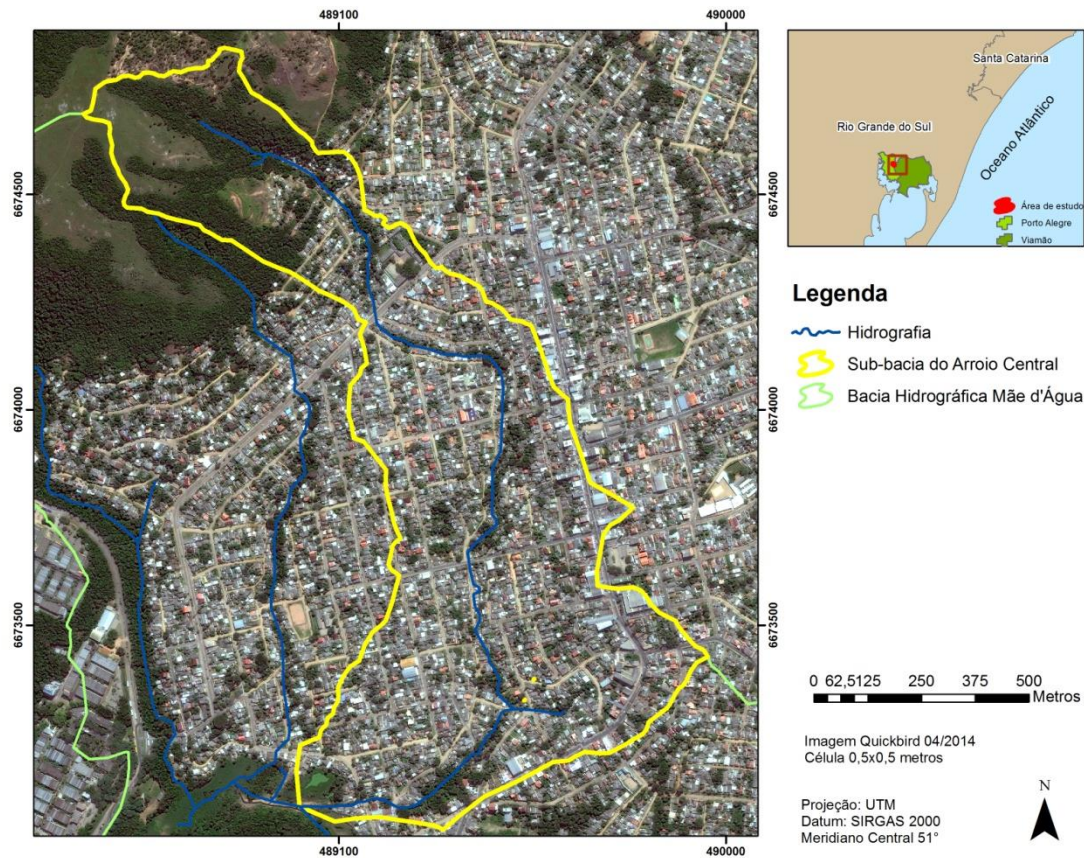 489100
490000
6674500
6674500
6674000
6674000
6673500
6673500
489100
490000
Santa Catarina
Rio Grande do Sul
Oceano Atlântico
Área de estudo
Porto Alegre
Viamão
Legenda
Hidrografia
Sub-bacia do Arroio Central
Bacia Hidrográfica Mãe d'Água
0 62,5125 250 375 500
Metros
Imagem Quickbird 04/2014
Célula 0,5x0,5 metros
Projeção: UTM
Datum: SIRGAS 2000
Meridiano Central 51°
N